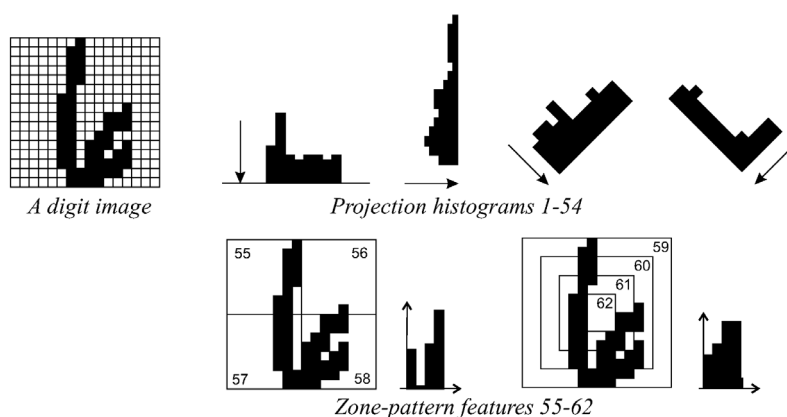 A digit image
Projection histograms 1-54
55 56
57 58
59
60
61
62
Zone-pattern features 55-62